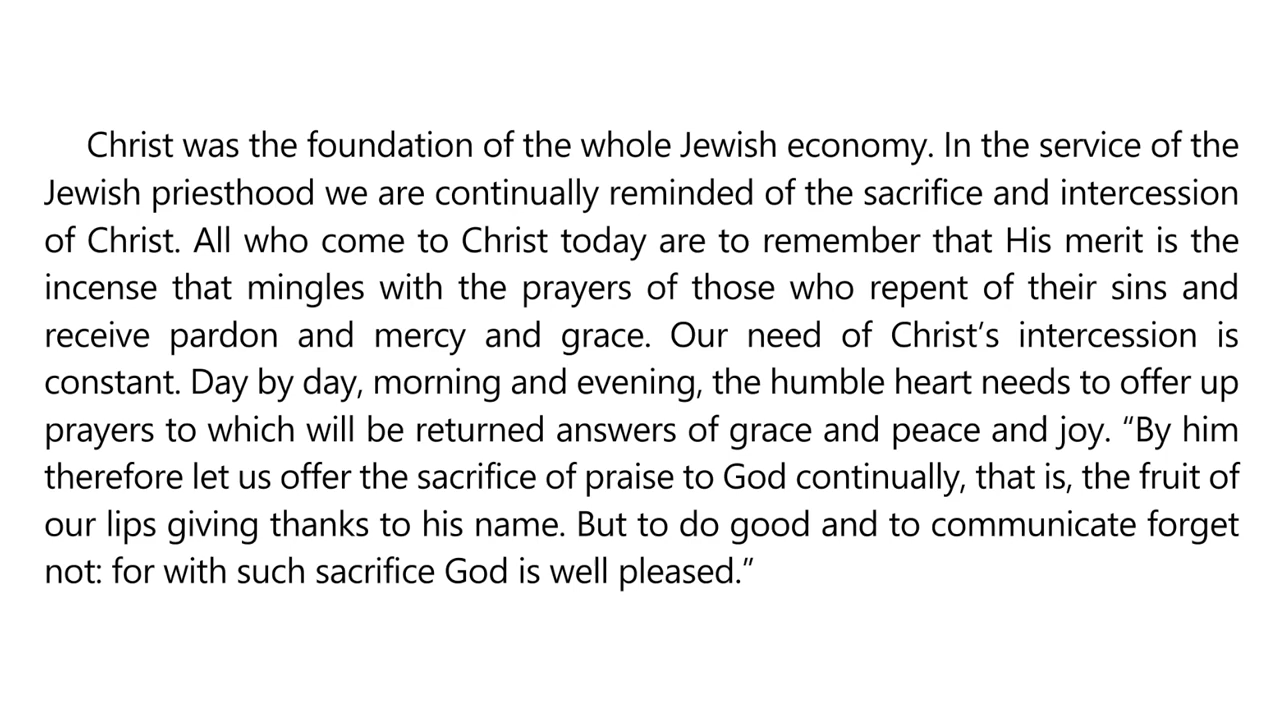 Christ was the foundation of the whole Jewish economy. In the service of the
Jewish priesthood we are continually reminded of the sacrifice and intercession
of Christ. All who come to Christ today are to remember that His merit is the
incense that mingles with the prayers of those who repent of their sins and
receive pardon and mercy and grace. Our need of Christ’s intercession is
constant. Day by day, morning and evening, the humble heart needs to offer up
prayers to which will be returned answers of grace and peace and joy. “By him
therefore let us offer the sacrifice of praise to God continually, that is, the fruit of
our lips giving thanks to his name. But to do good and to communicate forget
not: for with such sacrifice God is well pleased.”